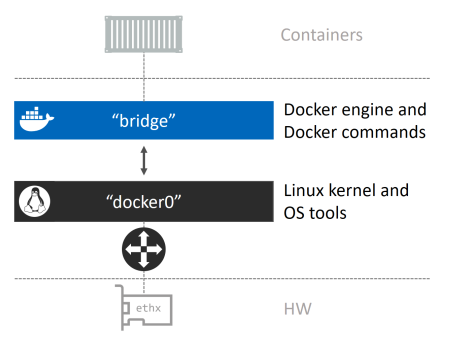 Containers
“bridge”
Docker engine and
Docker commands
“docker0”
Linux kernel and
OS tools
ethx
HW